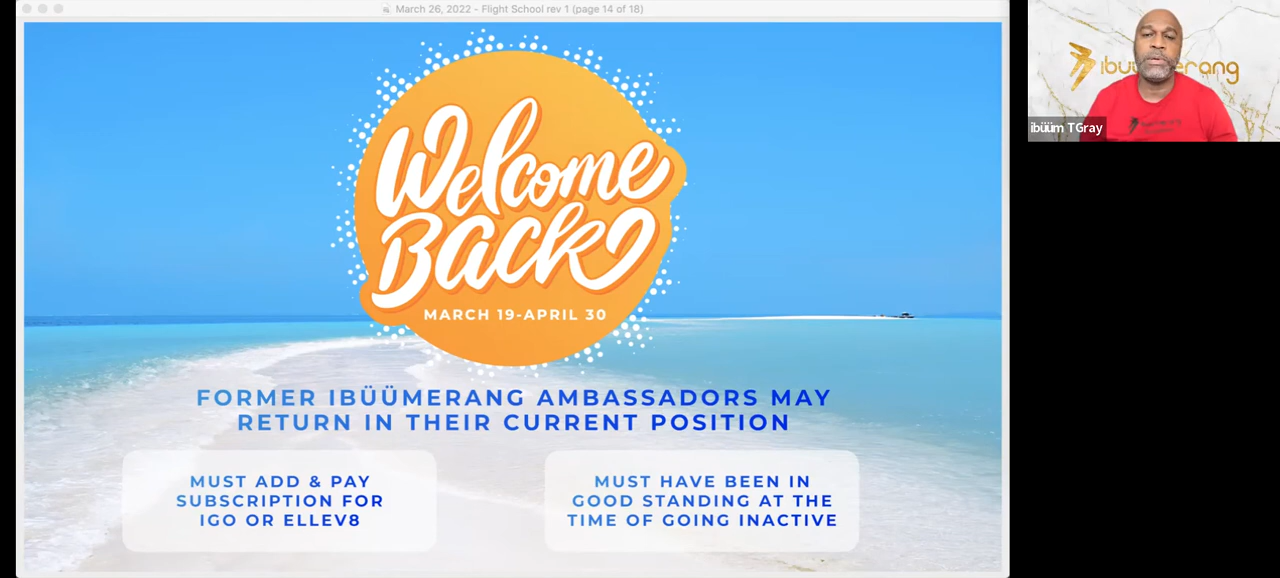 March 26, 2022 - Flight School rev 1 (page 14 of 18)
Welcome
Back
MARCH 19-APRIL 30
FORMER IBÜÜMERANG AMBASSADORS MAY
RETURN IN THEIR CURRENT POSITION
MUST ADD & PAY
SUBSCRIPTION FOR
IGO OR ELLEV8
MUST HAVE BEEN IN
GOOD STANDING AT THE
TIME OF GOING INACTIVE
ibüüm TGray